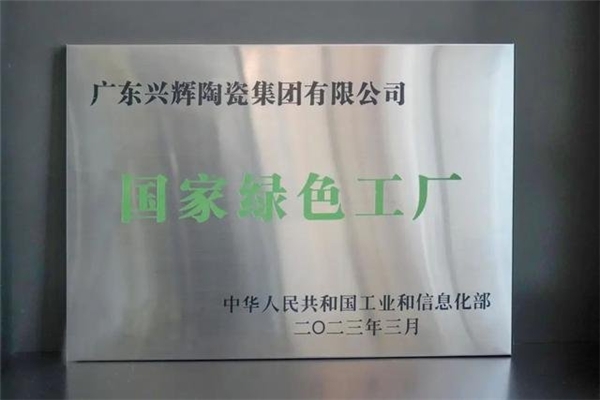 广东兴辉陶瓷集团有限公司
国家绿色工厂
中华人民共和国工业和信息化部
二〇二三年三月